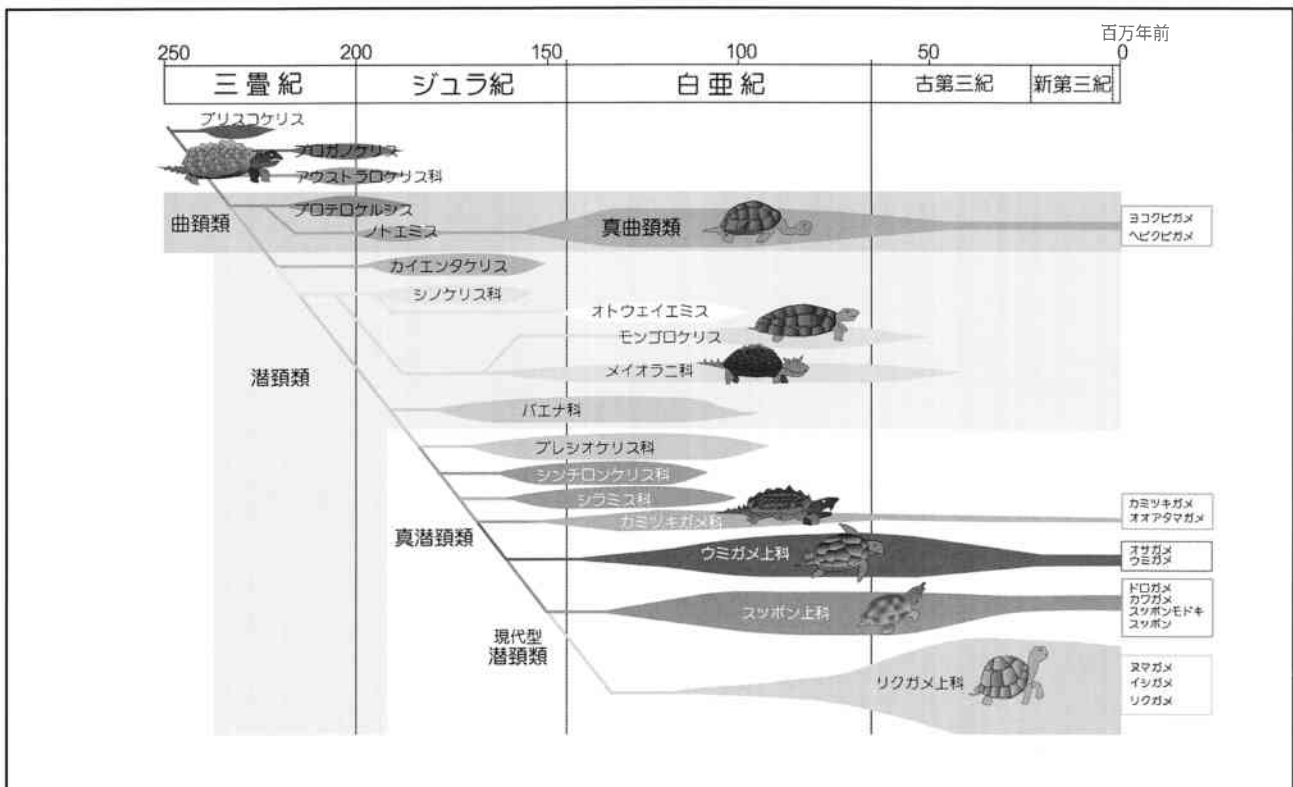 百万年前
250 200 150 100 50 0
三畳紀 ジュラ紀 白亜紀 古第三紀 新第三紀
プリスコケリス
プロガノケリス
アウストラロケリス科
プロテロケルシス
曲頚類
ノトエミス
真曲頚類
ヨコクビガメ
ヘビクビガメ
カイエンタケリス
シノケリス科
オトウェイエミス
モンゴロケリス
メイオラニ科
潜頚類
バエナ科
プレシオケリス科
シンチロンケリス科
シラミス科
カミツキガメ科
カミツキガメ
オオアタマガメ
真潜頚類
ウミガメ上科
オサガメ
ウミガメ
スッポン上科
ドロガメ
カワガメ
スッポンモドキ
スッポン
現代型
潜頚類
リクガメ上科
ヌマガメ
イシガメ
リクガメ